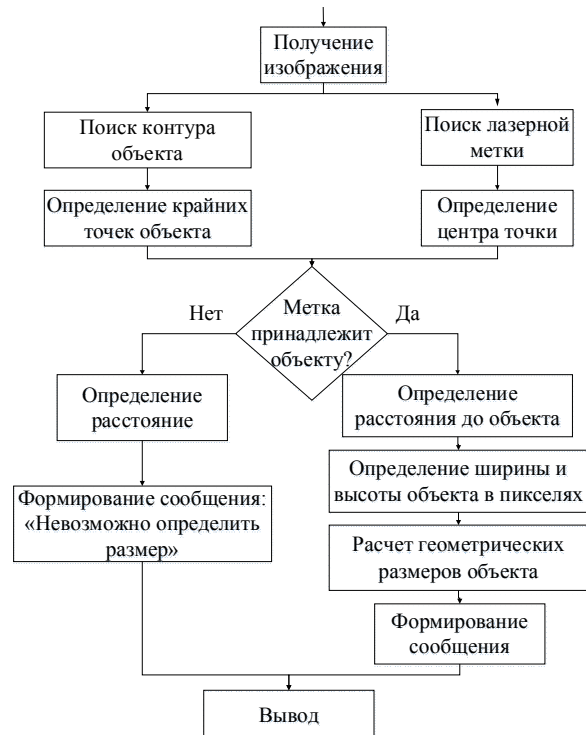 Получение
изображения
Поиск контура
объекта
Поиск лазерной
метки
Определение крайних
точек объекта
Определение
центра точки
Нет
Метка
принадлежит
объекту?
Да
Определение
расстояние
Определение
расстояния до объекта
Формирование сообщения:
«Невозможно определить
размер»
Определение ширины и
высоты объекта в пикселях
Расчет геометрических
размеров объекта
Формирование
сообщения
Вывод